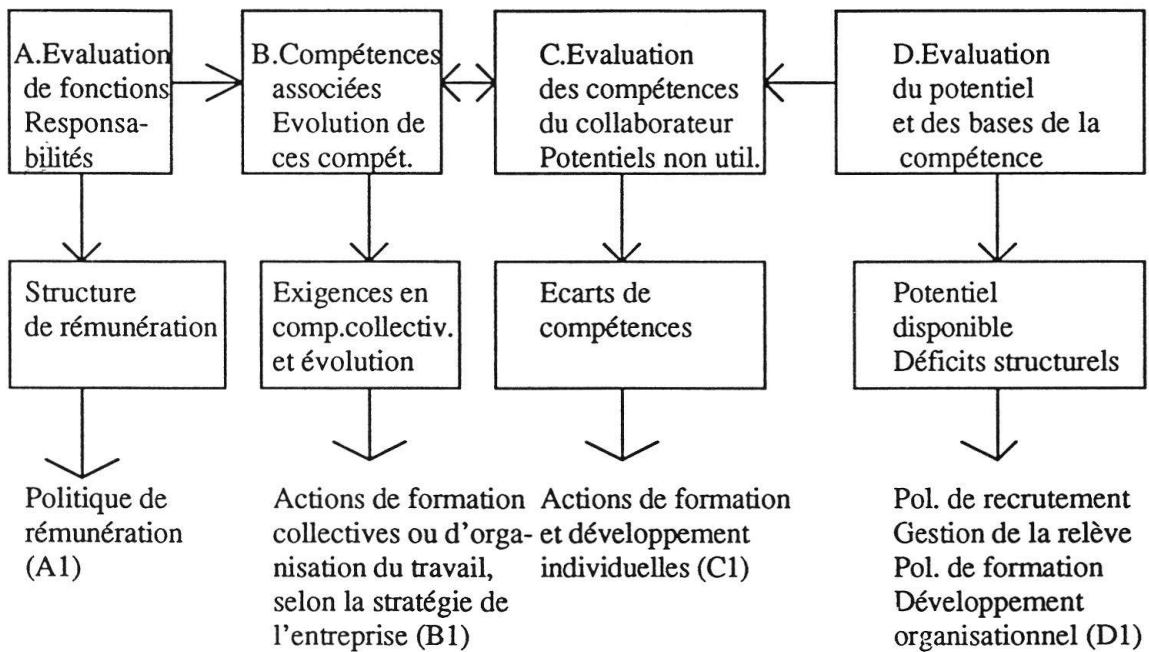 A.Evaluation
de fonctions
Responsa-
bilités
B.Compétences
associées
Evolution de
ces compét.
C.Evaluation
des compétences
du collaborateur
Potentiels non util.
D.Evaluation
du potentiel
et des bases de la
compétence
Structure
de rémunération
Exigences en
comp.collectiv.
et évolution
Ecarts de
compétences
Potentiel
disponible
Déficits structurels
Politique de
rémunération
(A1)
Actions de formation
collectives ou d'orga-
nisation du travail,
selon la stratégie de
l'entreprise (B1)
Actions de formation
et développement
individuelles (C1)
Pol. de recrutement
Gestion de la relève
Pol. de formation
Développement
organisationnel (D1)